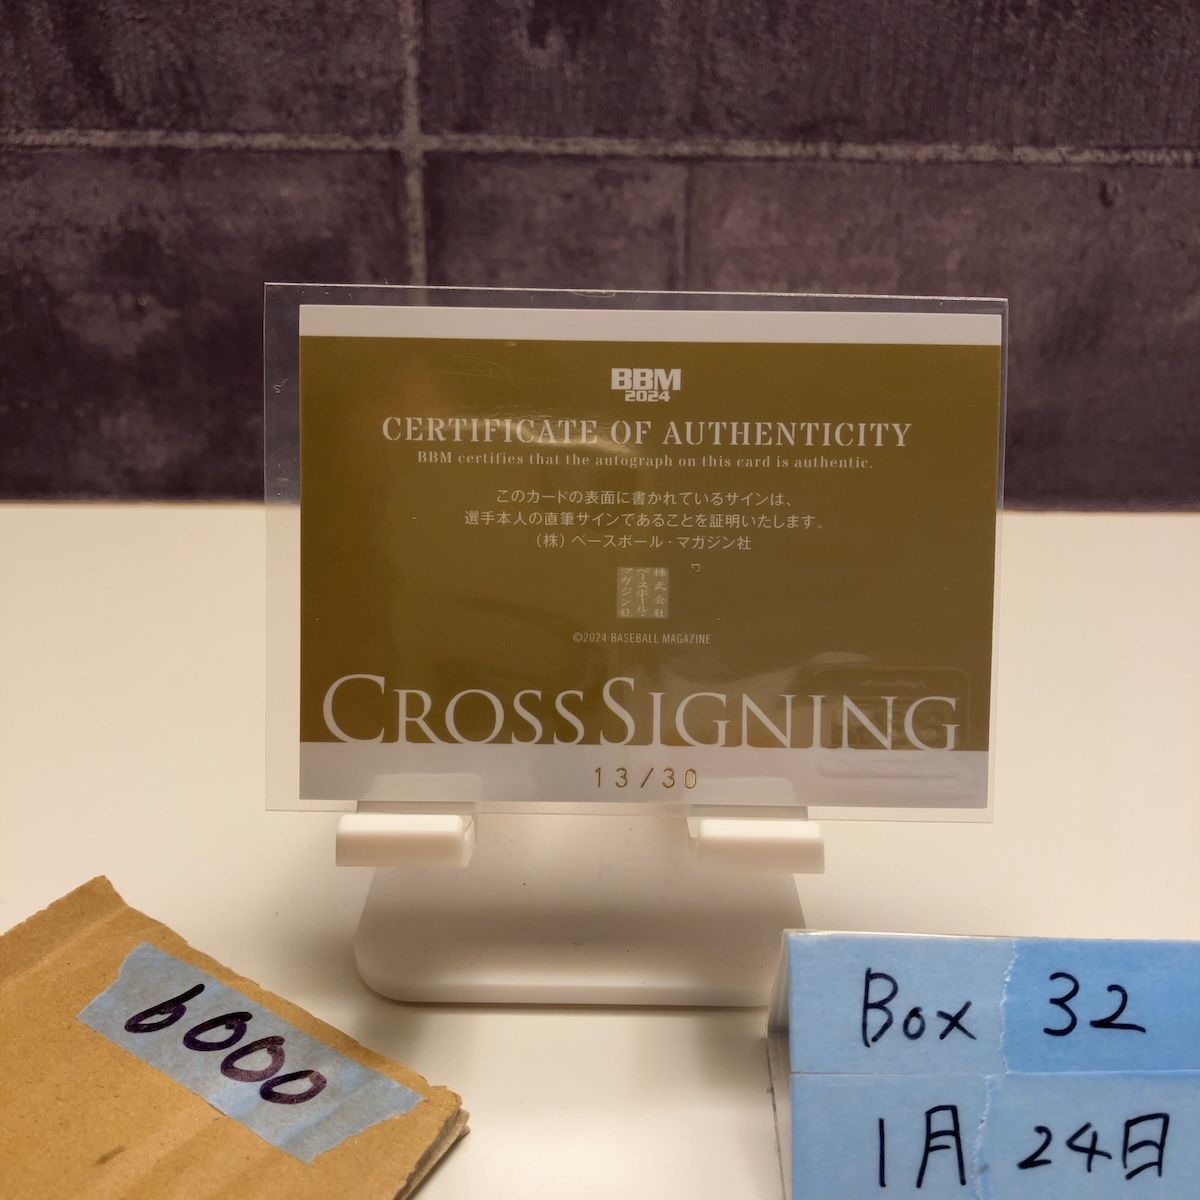 BBM
2024
CERTIFICATE OF AUTHENTICITY
BBM certifies that the autograph on this card is authentic.
このカードの表面に書かれているサインは、
選手本人の直筆サインであることを証明いたします。
（株）ベースボール・マガジン社
株式会社
ベースボール・
マガジン社
©2024 BASEBALL MAGAZINE
CROSSSIGNING
13/30
6000
Box 32
1月24日